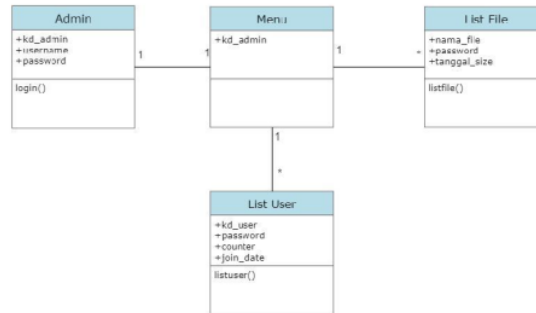 Admin
+kd_admin
+username
+password
login()
1
1
Menu
+kd_admin
1
*
List File
+nama_file
+password
+tanggal_size
listfile()
1
*
List User
+kd_user
+password
+counter
+join_date
listuser()